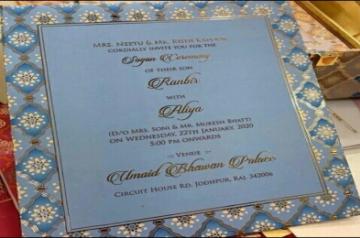 MRS. NEETU & MR. RISHI KAPOOR
CORDIALLY INVITE YOU FOR THE
Sagan Ceremony
OF THEIR SON
Ranbir
WITH
Aliya
(D/O MRS. SONI & MR. MUKESH BHATT)
ON WEDNESDAY, 22TH JANUARY, 2020
5:00 PM ONWARDS
VENUE
Umaid Bhawan Palace
CIRCUIT HOUSE RD, JODHPUR, RAJ. 342006